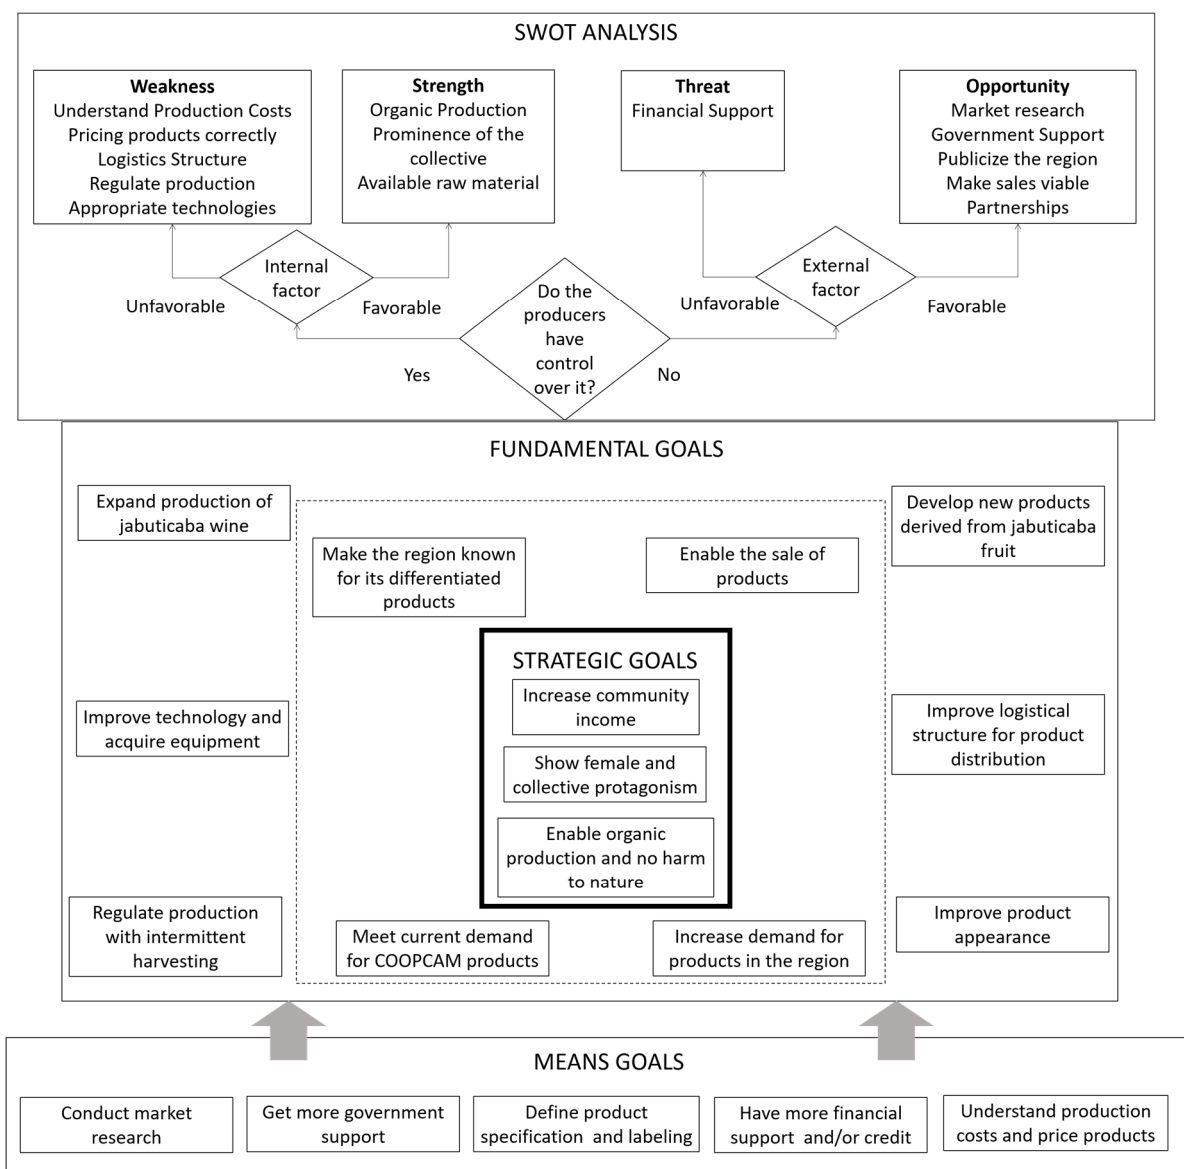 SWOT ANALYSIS
Weakness
Understand Production Costs
Pricing products correctly
Logistics Structure
Regulate production
Appropriate technologies
Strength
Organic Production
Prominence of the
collective
Available raw material
Threat
Financial Support
Opportunity
Market research
Government Support
Publicize the region
Make sales viable
Partnerships
Internal
factor
Unfavorable
Favorable
Do the
producers
have
control
over it?
Yes
No
External
factor
Unfavorable
Favorable
FUNDAMENTAL GOALS
Expand production of
jabuticaba wine
Make the region known
for its differentiated
products
Enable the sale of
products
Develop new products
derived from jabuticaba
fruit
STRATEGIC GOALS
Increase community
income
Show female and
collective protagonism
Enable organic
production and no harm
to nature
Improve technology and
acquire equipment
Improve logistical
structure for product
distribution
Regulate production
with intermittent
harvesting
Meet current demand
for COOPCAM products
Increase demand for
products in the region
Improve product
appearance
MEANS GOALS
Conduct market
research
Get more government
support
Define product
specification and labeling
Have more financial
support and/or credit
Understand production
costs and price products